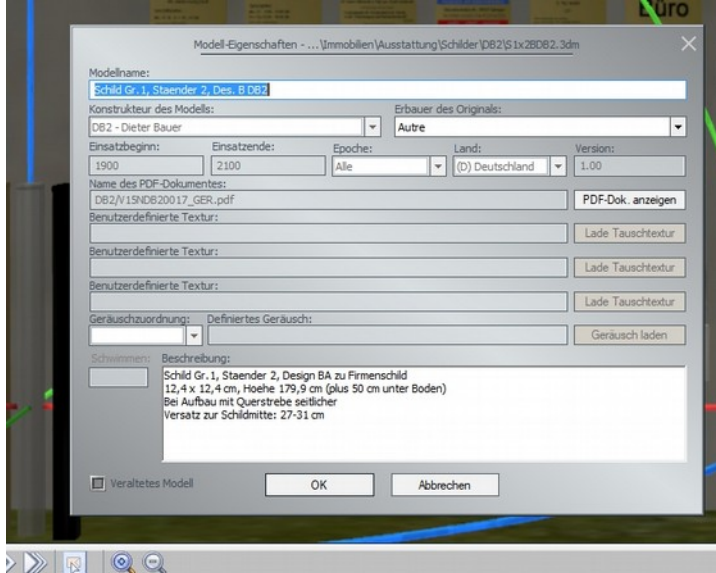 Büro
Modell-Eigenschaften - ...\Immobilien\Ausstattung\Schilder\DB2\S1x2BDB2.3dm
Modellname:
Schild Gr.1, Staender 2, Des. B DB2
Konstrukteur des Modells: Erbauer des Originals:
DB2 - Dieter Bauer Autre
Einsatzbeginn: Einsatzende: Epoche: Land: Version:
1900 2100 Alle (D) Deutschland 1.00
Name des PDF-Dokumentes:
DB2/V15NDB20017_GER.pdf PDF-Dok. anzeigen
Benutzerdefinierte Textur:
Lade Tauschtextur
Benutzerdefinierte Textur:
Lade Tauschtextur
Benutzerdefinierte Textur:
Lade Tauschtextur
Geräuschzuordnung: Definiertes Geräusch:
Geräusch laden
Schwimmen: Beschreibung:
Schild Gr.1, Staender 2, Design BA zu Firmenschild
12,4 x 12,4 cm, Hoehe 179,9 cm (plus 50 cm unter Boden)
Bei Aufbau mit Querstrebe seitlicher
Versatz zur Schildmitte: 27-31 cm
Veraltetes Modell OK Abbrechen